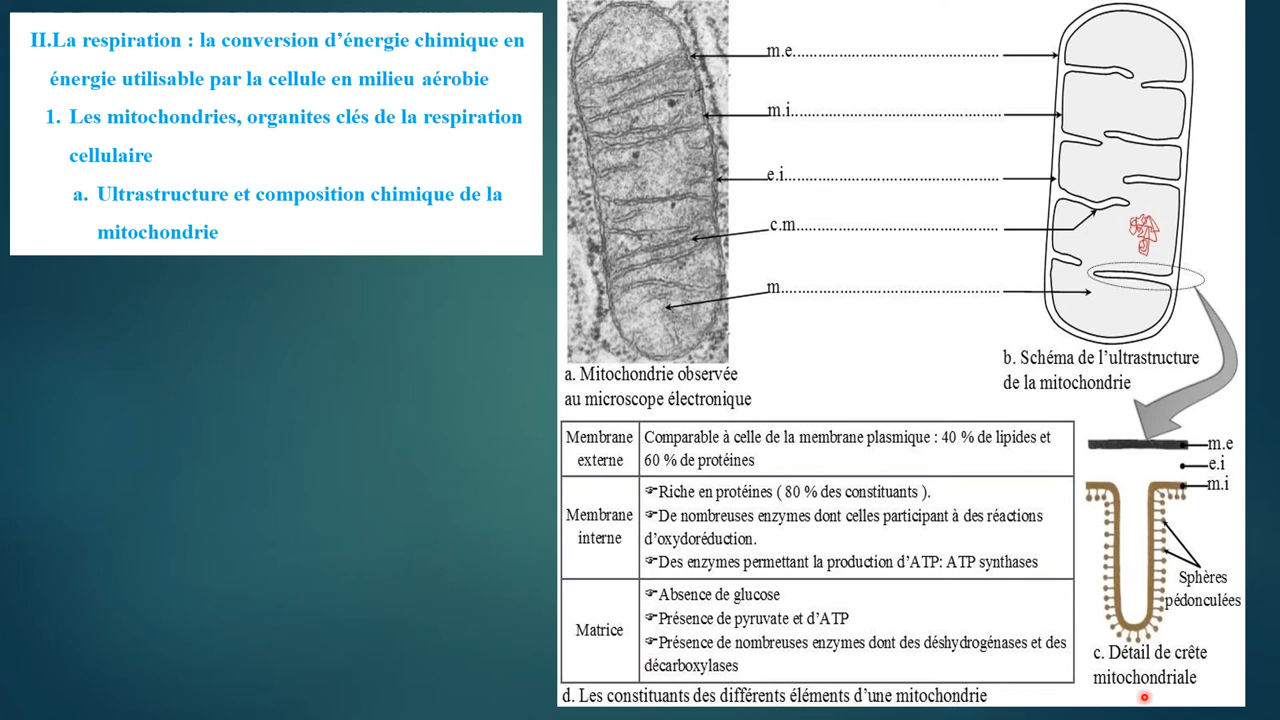 II.La respiration : la conversion d’énergie chimique en
énergie utilisable par la cellule en milieu aérobie
1. Les mitochondries, organites clés de la respiration
cellulaire
a. Ultrastructure et composition chimique de la
mitochondrie
m.e................................................
m.i................................................
e.i................................................
c.m................................................
m................................................
a. Mitochondrie observée
au microscope électronique
b. Schéma de l’ultrastructure
de la mitochondrie
Membrane
externe
Comparable à celle de la membrane plasmique : 40 % de lipides et
60 % de protéines
Membrane
interne
☞Riche en protéines ( 80 % des constituants ).
☞De nombreuses enzymes dont celles participant à des réactions
d’oxydoréduction.
☞Des enzymes permettant la production d’ATP: ATP synthases
Matrice
☞Absence de glucose
☞Présence de pyruvate et d’ATP
☞Présence de nombreuses enzymes dont des déshydrogénases et des
décarboxylases
d. Les constituants des différents éléments d’une mitochondrie
m.e
e.i
m.i
Sphères
pédonculées
c. Détail de crête
mitochondriale